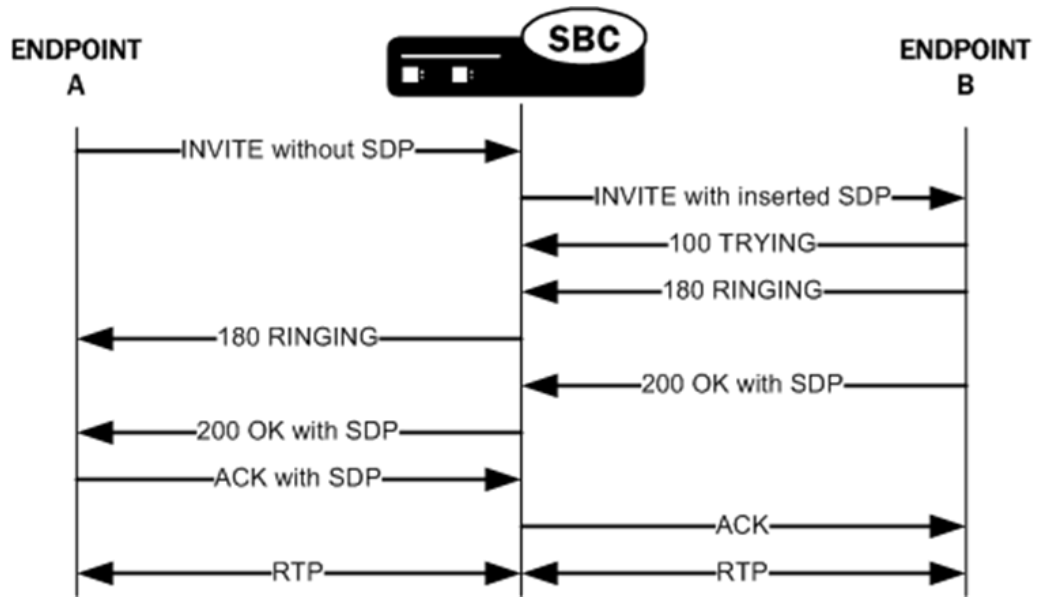 ENDPOINT
A
SBC
ENDPOINT
B
INVITE without SDP
INVITE with inserted SDP
100 TRYING
180 RINGING
180 RINGING
200 OK with SDP
200 OK with SDP
ACK with SDP
ACK
RTP
RTP